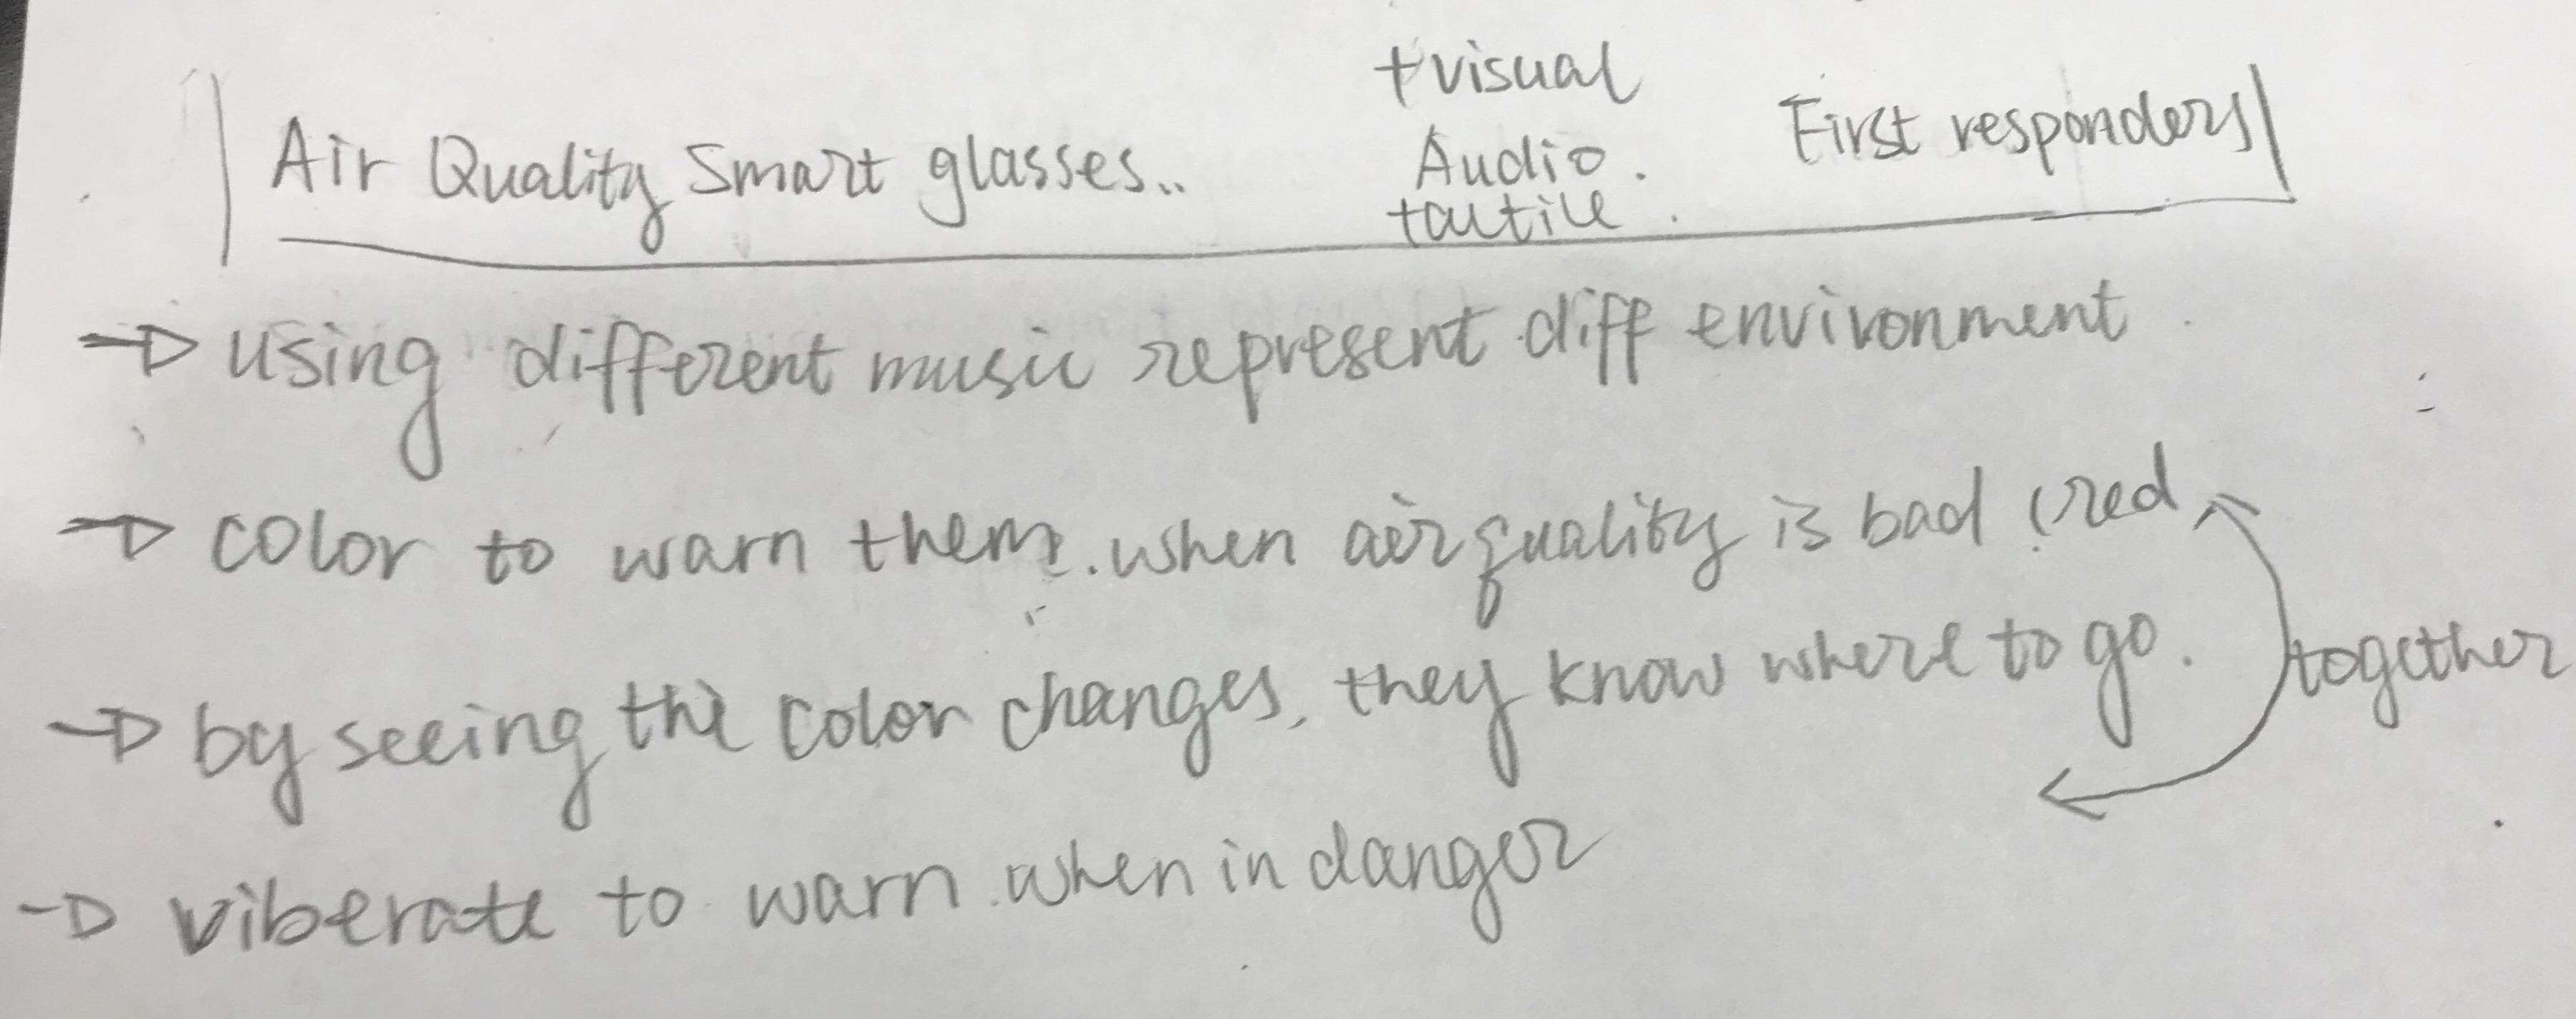 +visual
Air Quality Smart glasses.. Audio. First responders
tactile.
using different music represent diff environment
color to warn them. when air quality is bad (red
by seeing the color changes, they know where to go.
together
viberate to warn when in danger